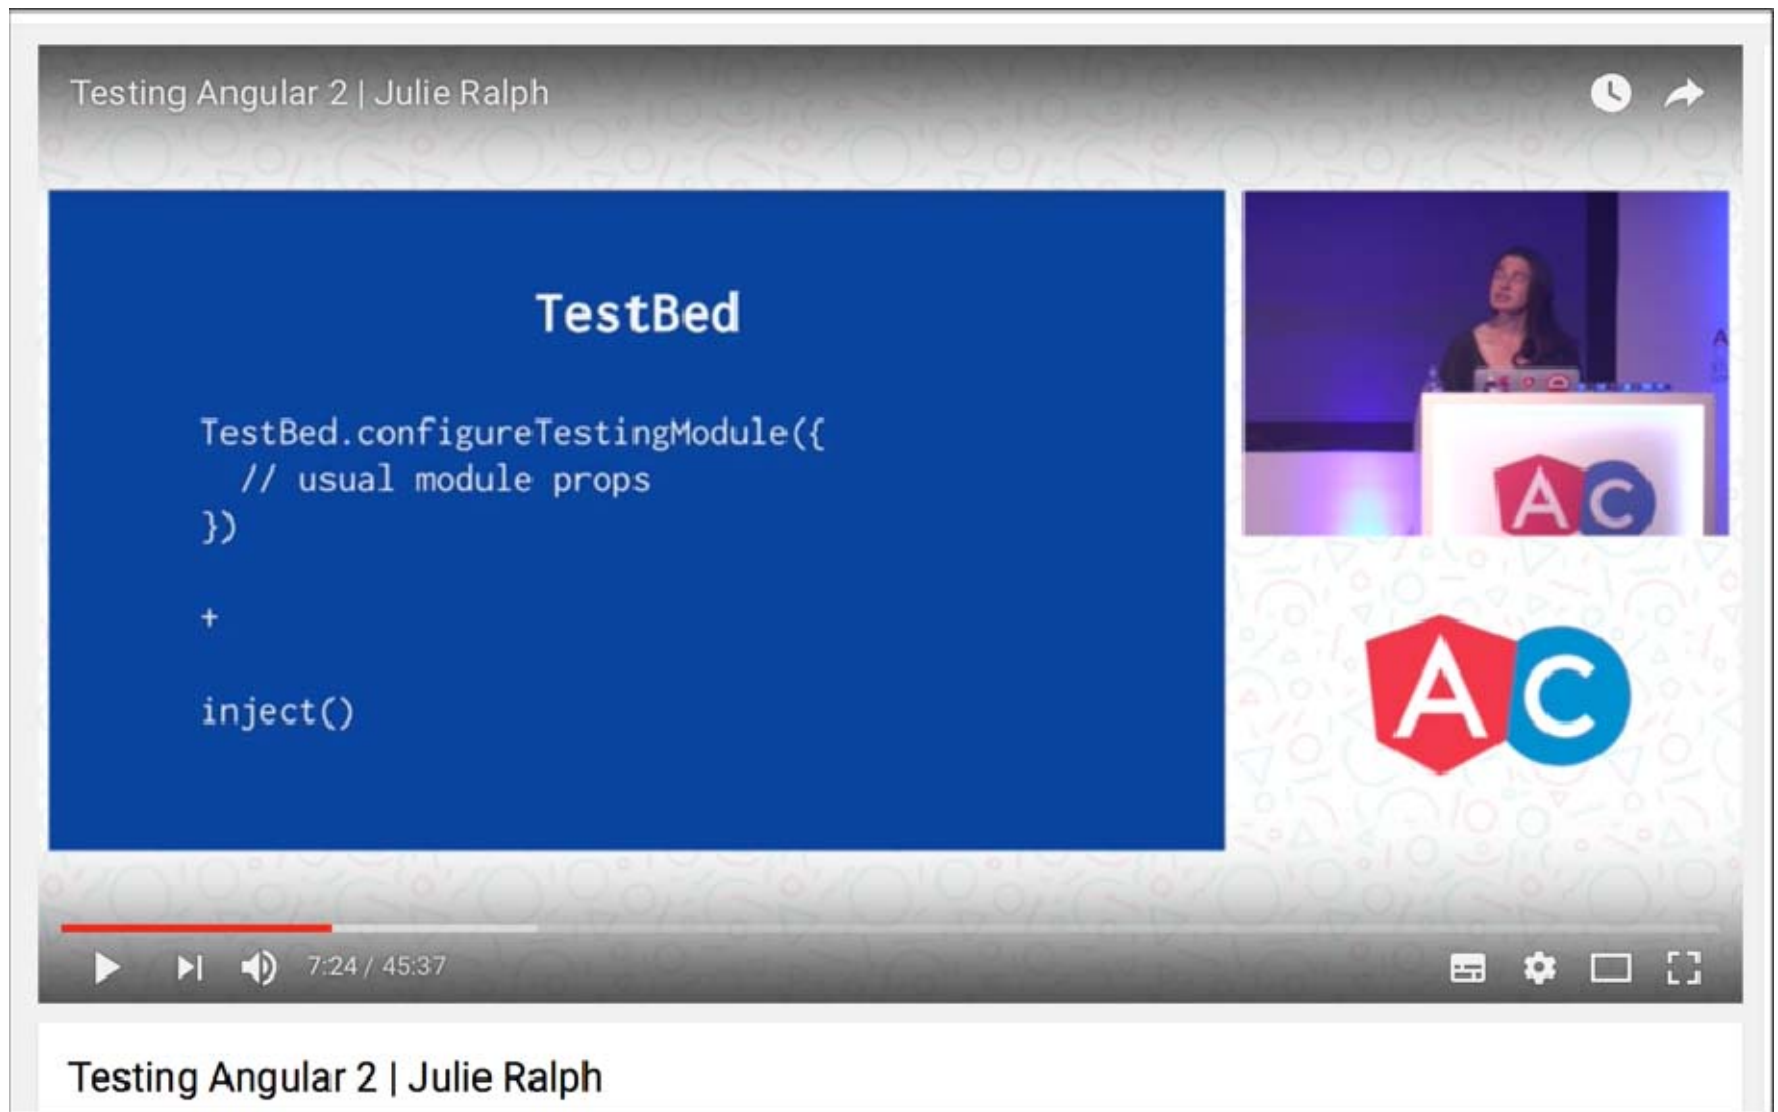 Testing Angular 2 | Julie Ralph
TestBed
TestBed.configureTestingModule({
// usual module props
})
+
inject()
AC
AC
7:24 / 45:37
Testing Angular 2 | Julie Ralph